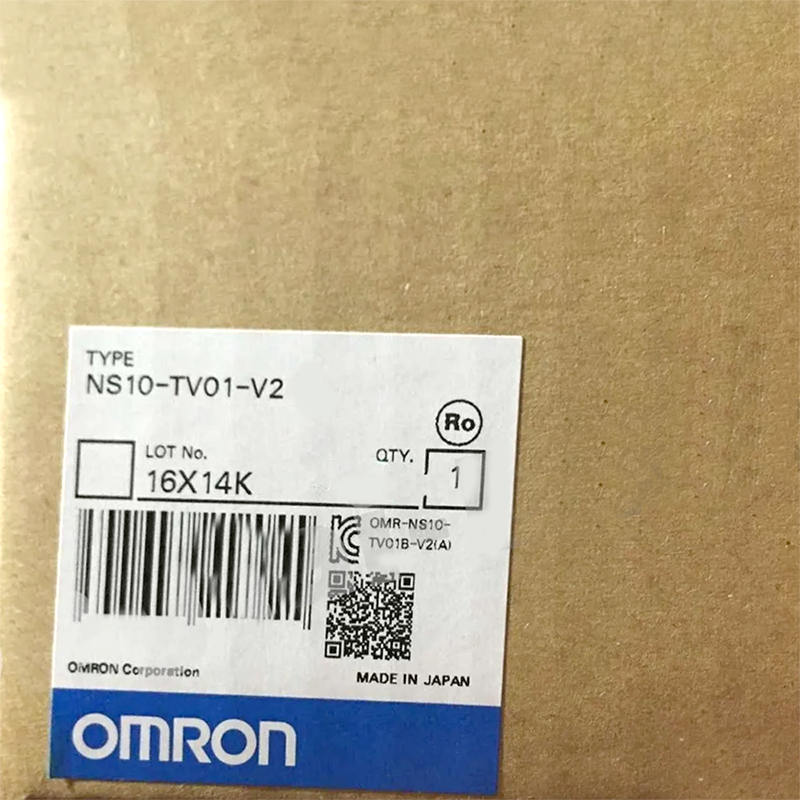 TYPE
NS10-TV01-V2
Ro
LOT No.
16X14K
QTY.
1
OMR-NS10-
TV01B-V2(A)
OMRON Corporation
MADE IN JAPAN
OMRON